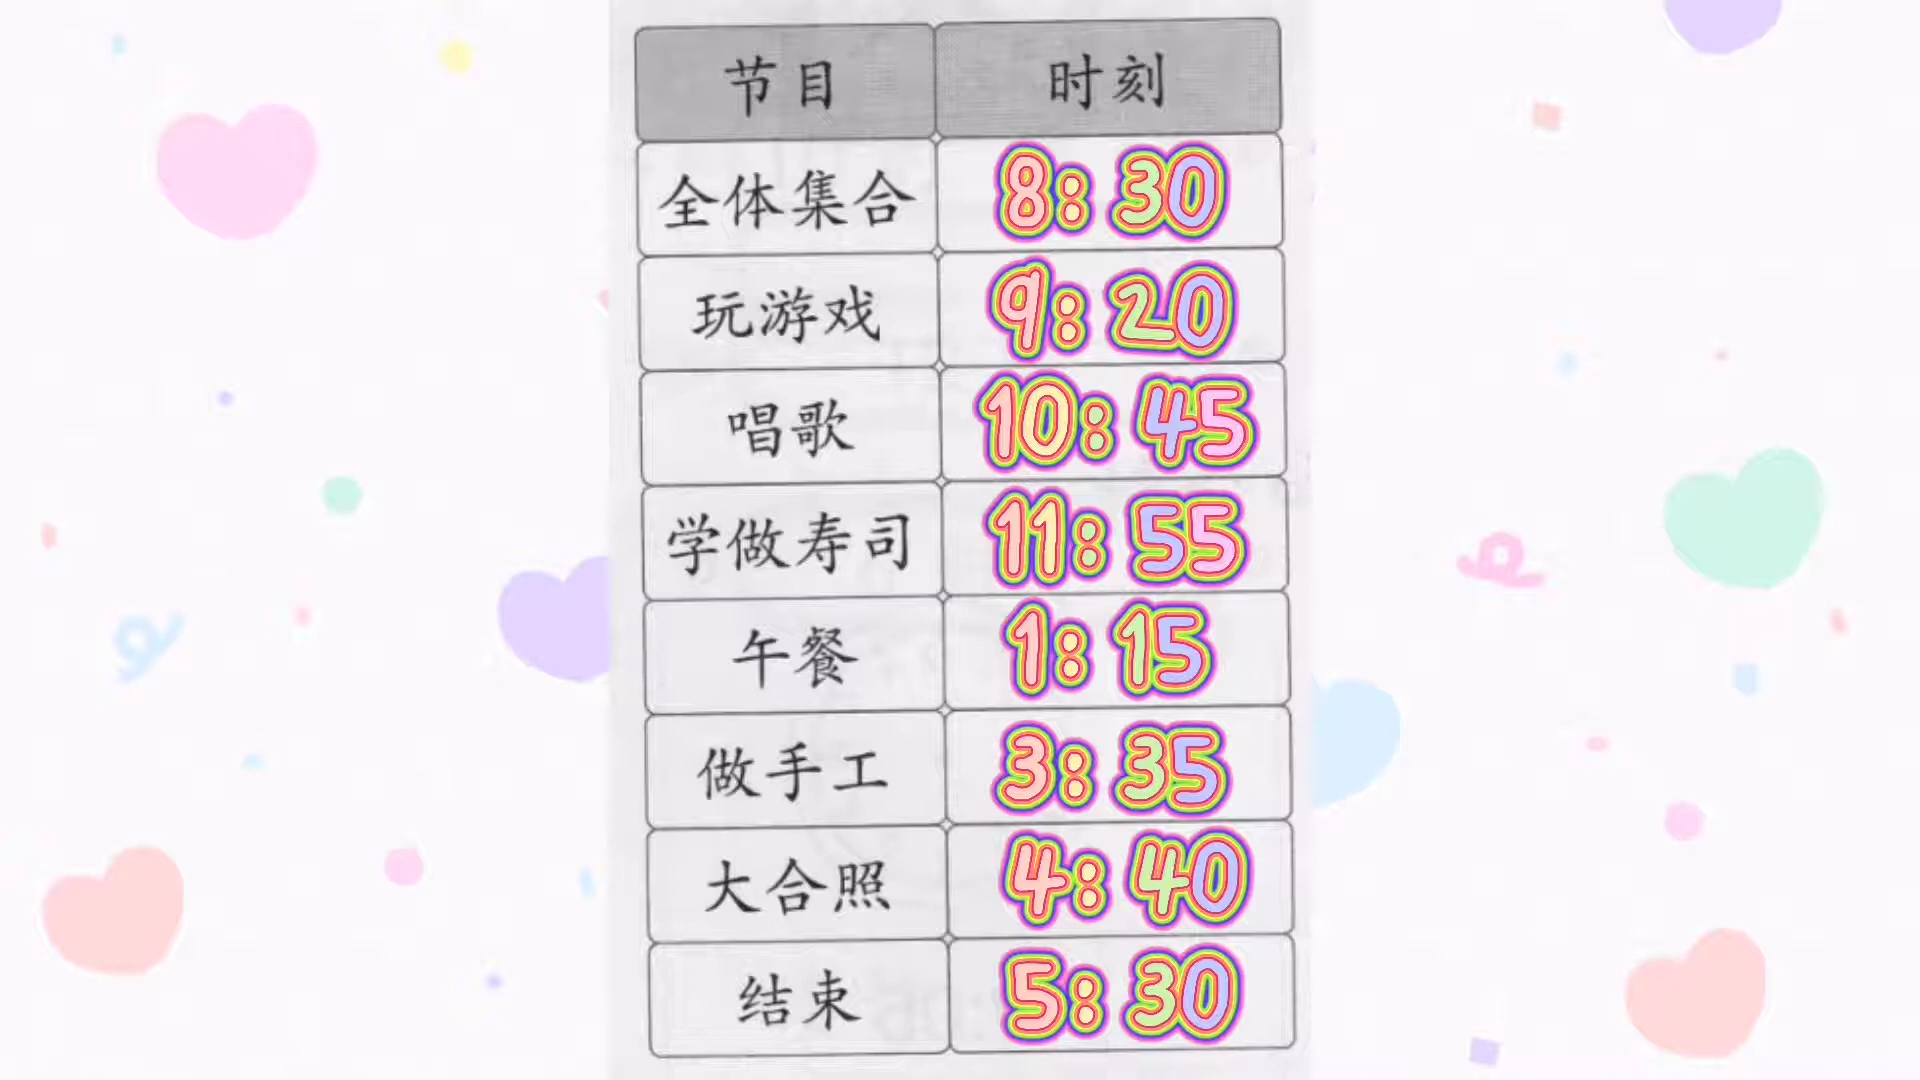 节目 时刻
全体集合 8: 30
玩游戏 9: 20
唱歌 10: 45
学做寿司 11: 55
午餐 1: 15
做手工 3: 35
大合照 4: 40
结束 5: 30